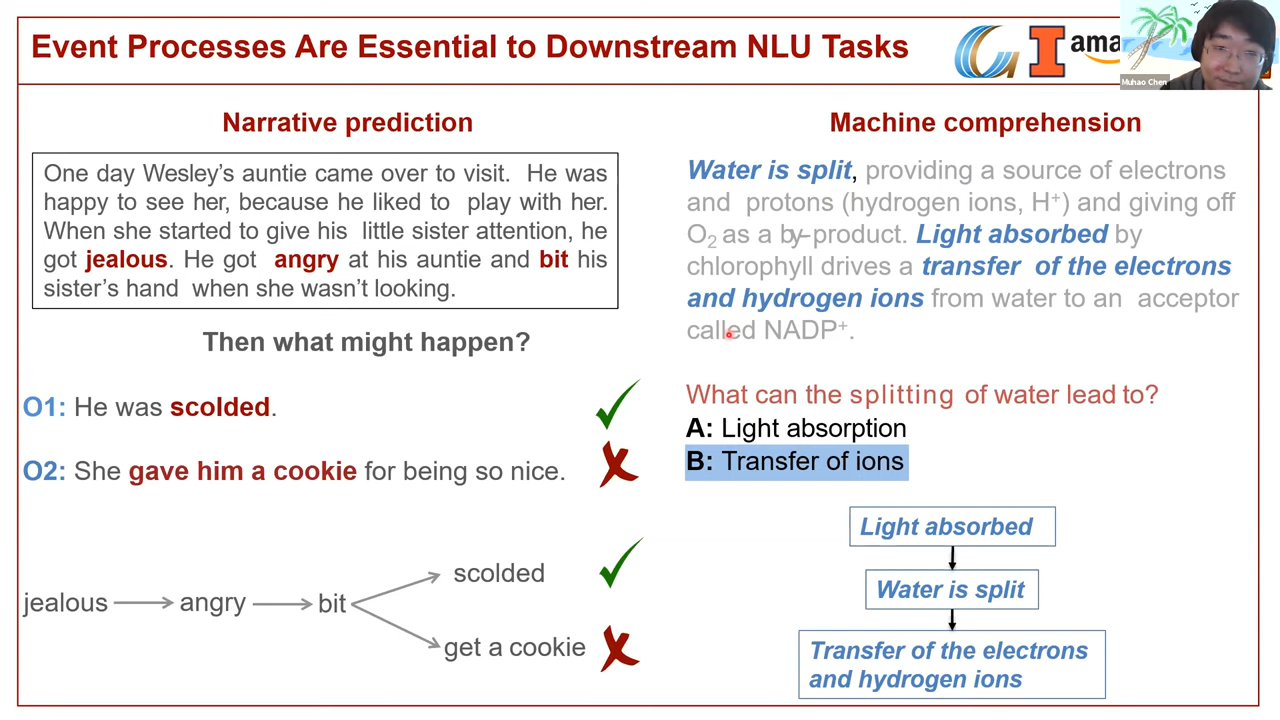 Event Processes Are Essential to Downstream NLU Tasks
ama
Muhao Chen
Narrative prediction
One day Wesley's auntie came over to visit. He was
happy to see her, because he liked to play with her.
When she started to give his little sister attention, he
got jealous. He got angry at his auntie and bit his
sister's hand when she wasn't looking.
Then what might happen?
O1: He was scolded.
O2: She gave him a cookie for being so nice.
jealous
angry
bit
scolded
get a cookie
Machine comprehension
Water is split, providing a source of electrons
and protons (hydrogen ions, H⁺) and giving off
O₂ as a by-product. Light absorbed by
chlorophyll drives a transfer of the electrons
and hydrogen ions from water to an acceptor
called NADP⁺.
What can the splitting of water lead to?
A: Light absorption
B: Transfer of ions
Light absorbed
Water is split
Transfer of the electrons
and hydrogen ions